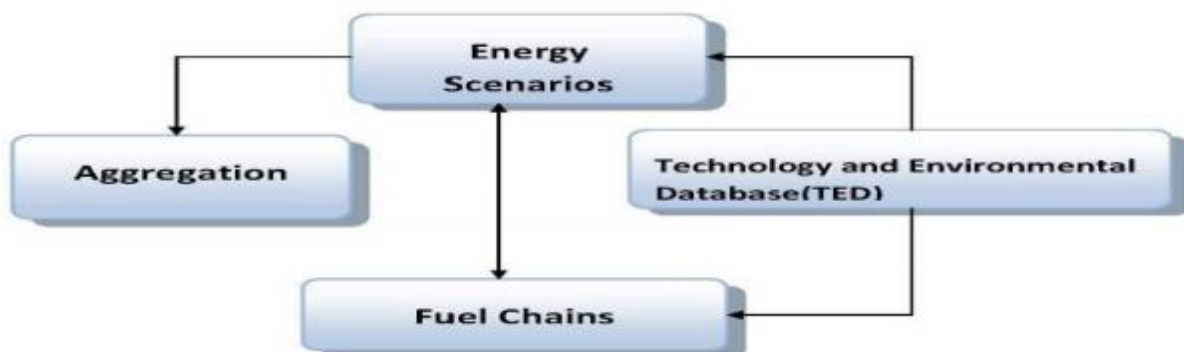 Energy
Scenarios
Aggregation
Technology and Environmental
Database(TED)
Fuel Chains